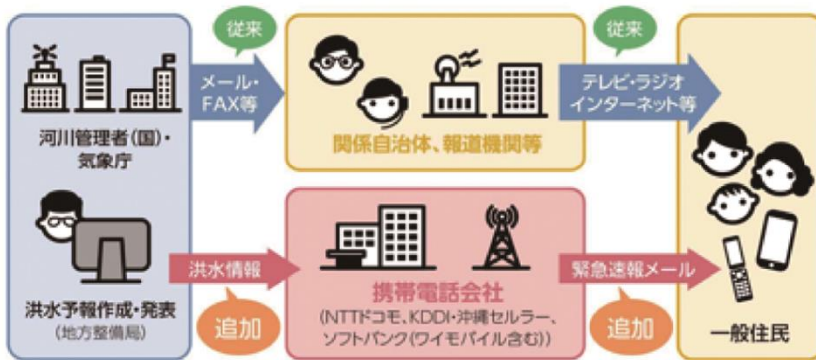 従来
従来
メール・
FAX等
テレビ・ラジオ
インターネット等
河川管理者(国)・
気象庁
関係自治体、報道機関等
洪水情報
緊急速報メール
携帯電話会社
(NTTドコモ、KDDI・沖縄セルラー、
ソフトバンク(ワイモバイル含む))
洪水予報作成・発表
(地方整備局)
追加
追加
一般住民